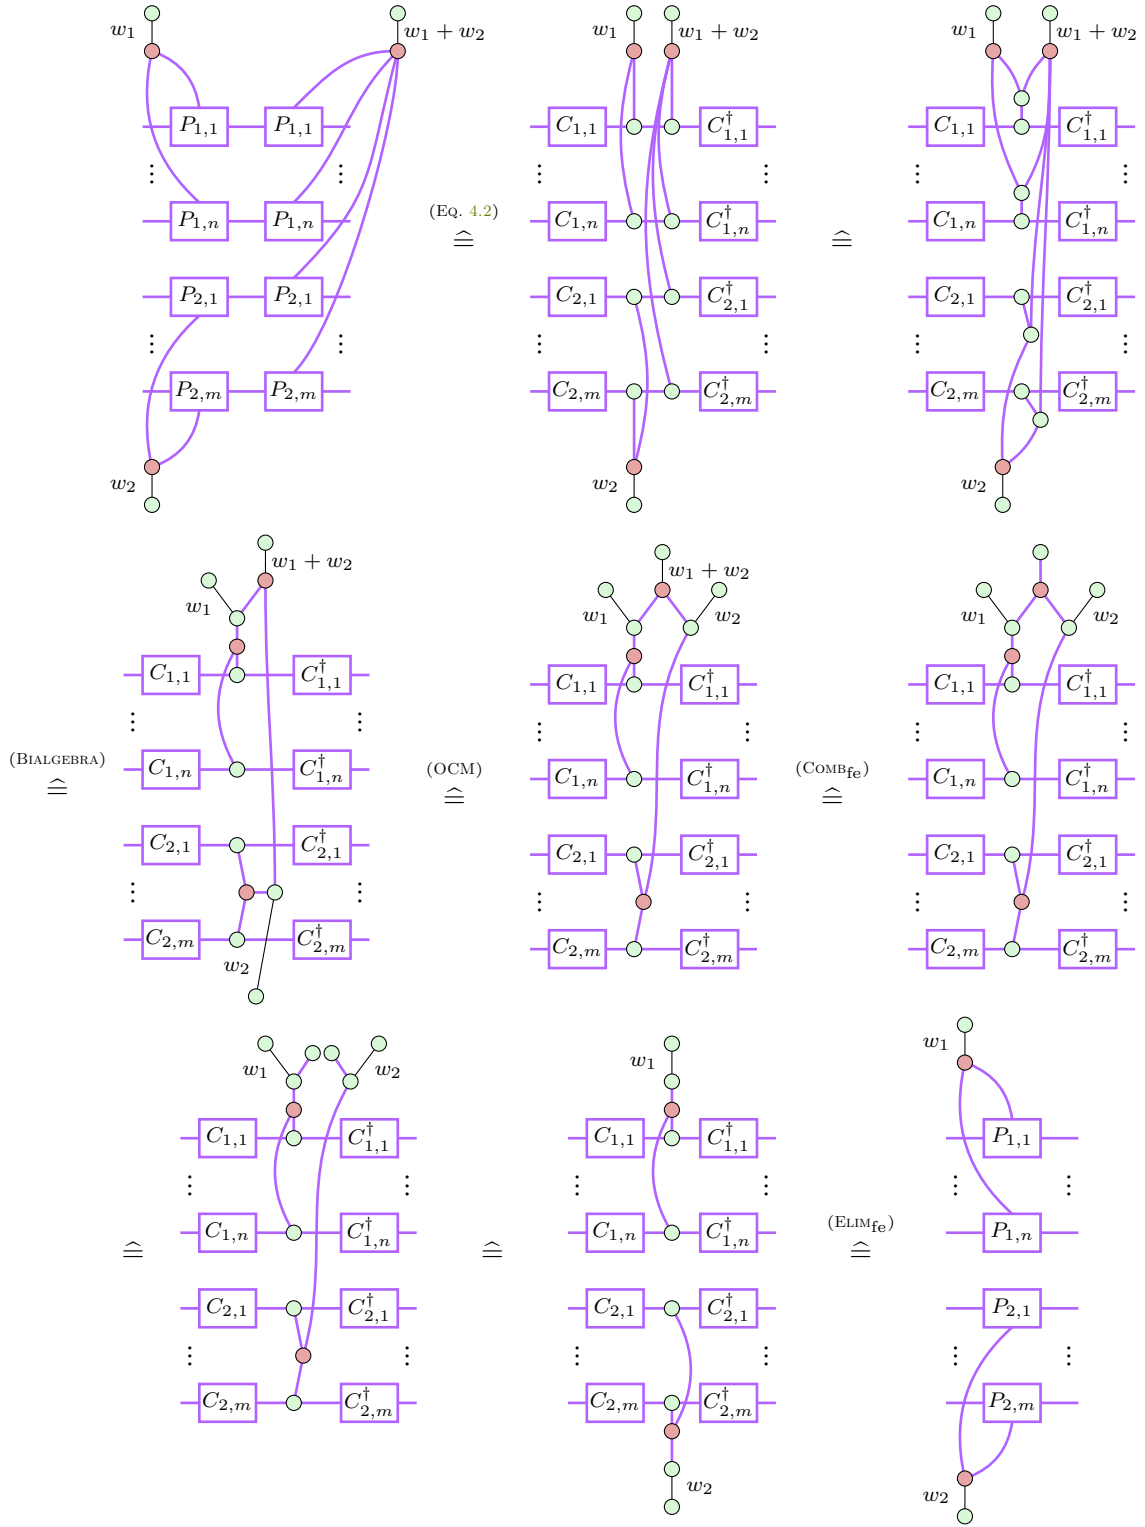 w₁ w₁ + w₂ w₁ w₁ + w₂ w₁ w₁ + w₂
P₁,₁ P₁,₁ C₁,₁ C†₁,₁ C₁,₁ C†₁,₁
⋮ ⋮ ⋮ ⋮ ⋮ ⋮
P₁,ₙ P₁,ₙ (Eq. 4.2) ≙ C₁,ₙ C†₁,ₙ ≙ C₁,ₙ C†₁,ₙ
P₂,₁ P₂,₁ C₂,₁ C†₂,₁ C₂,₁ C†₂,₁
⋮ ⋮ ⋮ ⋮ ⋮ ⋮
P₂,ₘ P₂,ₘ C₂,ₘ C†₂,ₘ C₂,ₘ C†₂,ₘ
w₂ w₂ w₂
w₁ + w₂ w₁ + w₂
w₁ w₁ w₂ w₁ w₂
C₁,₁ C†₁,₁ C₁,₁ C†₁,₁ C₁,₁ C†₁,₁
⋮ ⋮ ⋮ ⋮ ⋮ ⋮
(Bialgebra) ≙ C₁,ₙ C†₁,ₙ (OCM) ≙ C₁,ₙ C†₁,ₙ (Comb_fe) ≙ C₁,ₙ C†₁,ₙ
C₂,₁ C†₂,₁ C₂,₁ C†₂,₁ C₂,₁ C†₂,₁
⋮ ⋮ ⋮ ⋮ ⋮ ⋮
C₂,ₘ C†₂,ₘ C₂,ₘ C†₂,ₘ C₂,ₘ C†₂,ₘ
w₂
w₁ w₂ w₁ w₁
C₁,₁ C†₁,₁ C₁,₁ C†₁,₁ P₁,₁
⋮ ⋮ ⋮ ⋮ ⋮ ⋮
≙ C₁,ₙ C†₁,ₙ ≙ C₁,ₙ C†₁,ₙ (Elim_fe) ≙ P₁,ₙ
C₂,₁ C†₂,₁ C₂,₁ C†₂,₁ P₂,₁
⋮ ⋮ ⋮ ⋮ ⋮ ⋮
C₂,ₘ C†₂,ₘ C₂,ₘ C†₂,ₘ P₂,ₘ
w₂ w₂